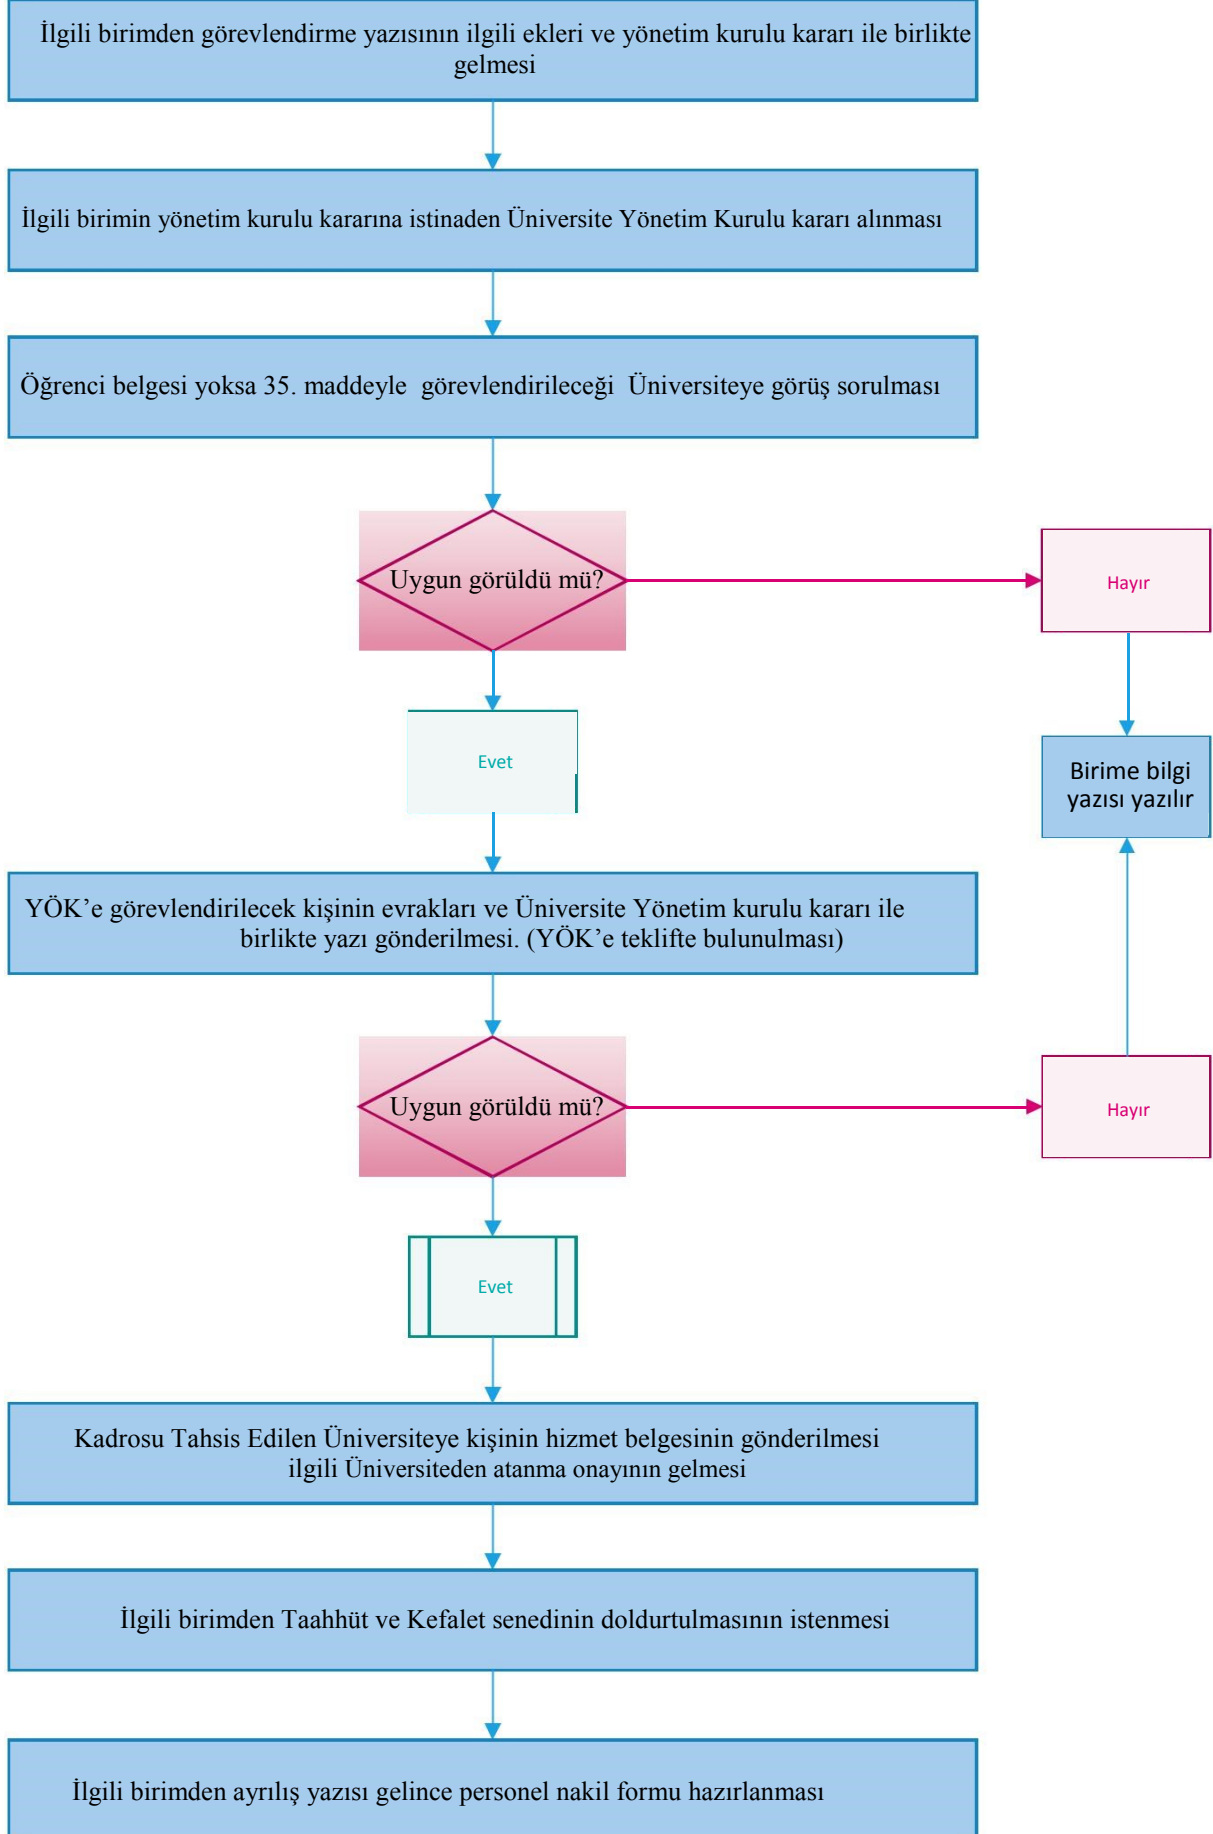 İlgili birimden görevlendirme yazısının ilgili ekleri ve yönetim kurulu kararı ile birlikte
gelmesi
İlgili birimin yönetim kurulu kararına istinaden Üniversite Yönetim Kurulu kararı alınması
Öğrenci belgesi yoksa 35. maddeyle görevlendirileceği Üniversiteye görüş sorulması
Uygun görüldü mü?
Hayır
Evet
Birime bilgi
yazısı yazılır
YÖK’e görevlendirilecek kişinin evrakları ve Üniversite Yönetim kurulu kararı ile
birlikte yazı gönderilmesi. (YÖK’e teklifte bulunulması)
Uygun görüldü mü?
Hayır
Evet
Kadrosu Tahsis Edilen Üniversiteye kişinin hizmet belgesinin gönderilmesi
ilgili Üniversiteden atanma onayının gelmesi
İlgili birimden Taahhüt ve Kefalet senedinin doldurtulmasının istenmesi
İlgili birimden ayrılış yazısı gelince personel nakil formu hazırlanması